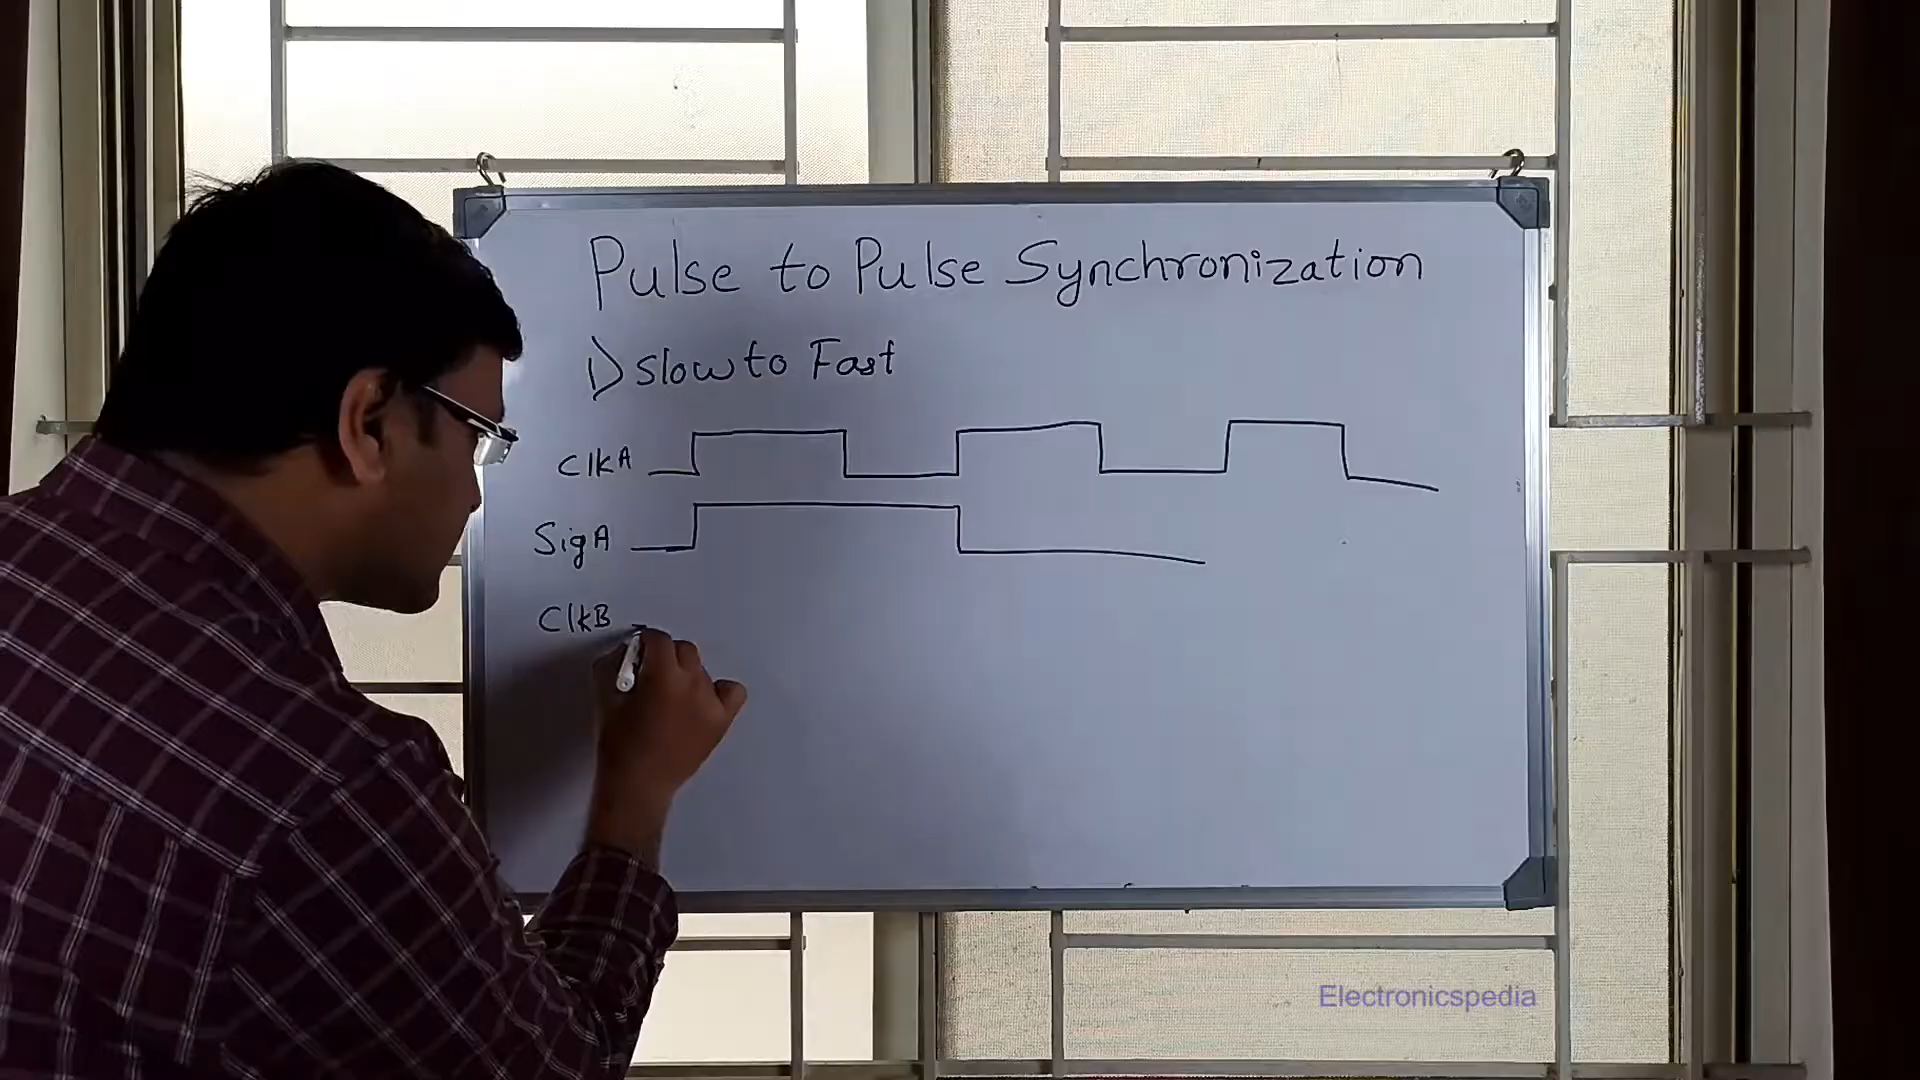 Pulse to Pulse Synchronization
1) Slow to Fast
ClkA
SigA
ClkB
Electronicspedia